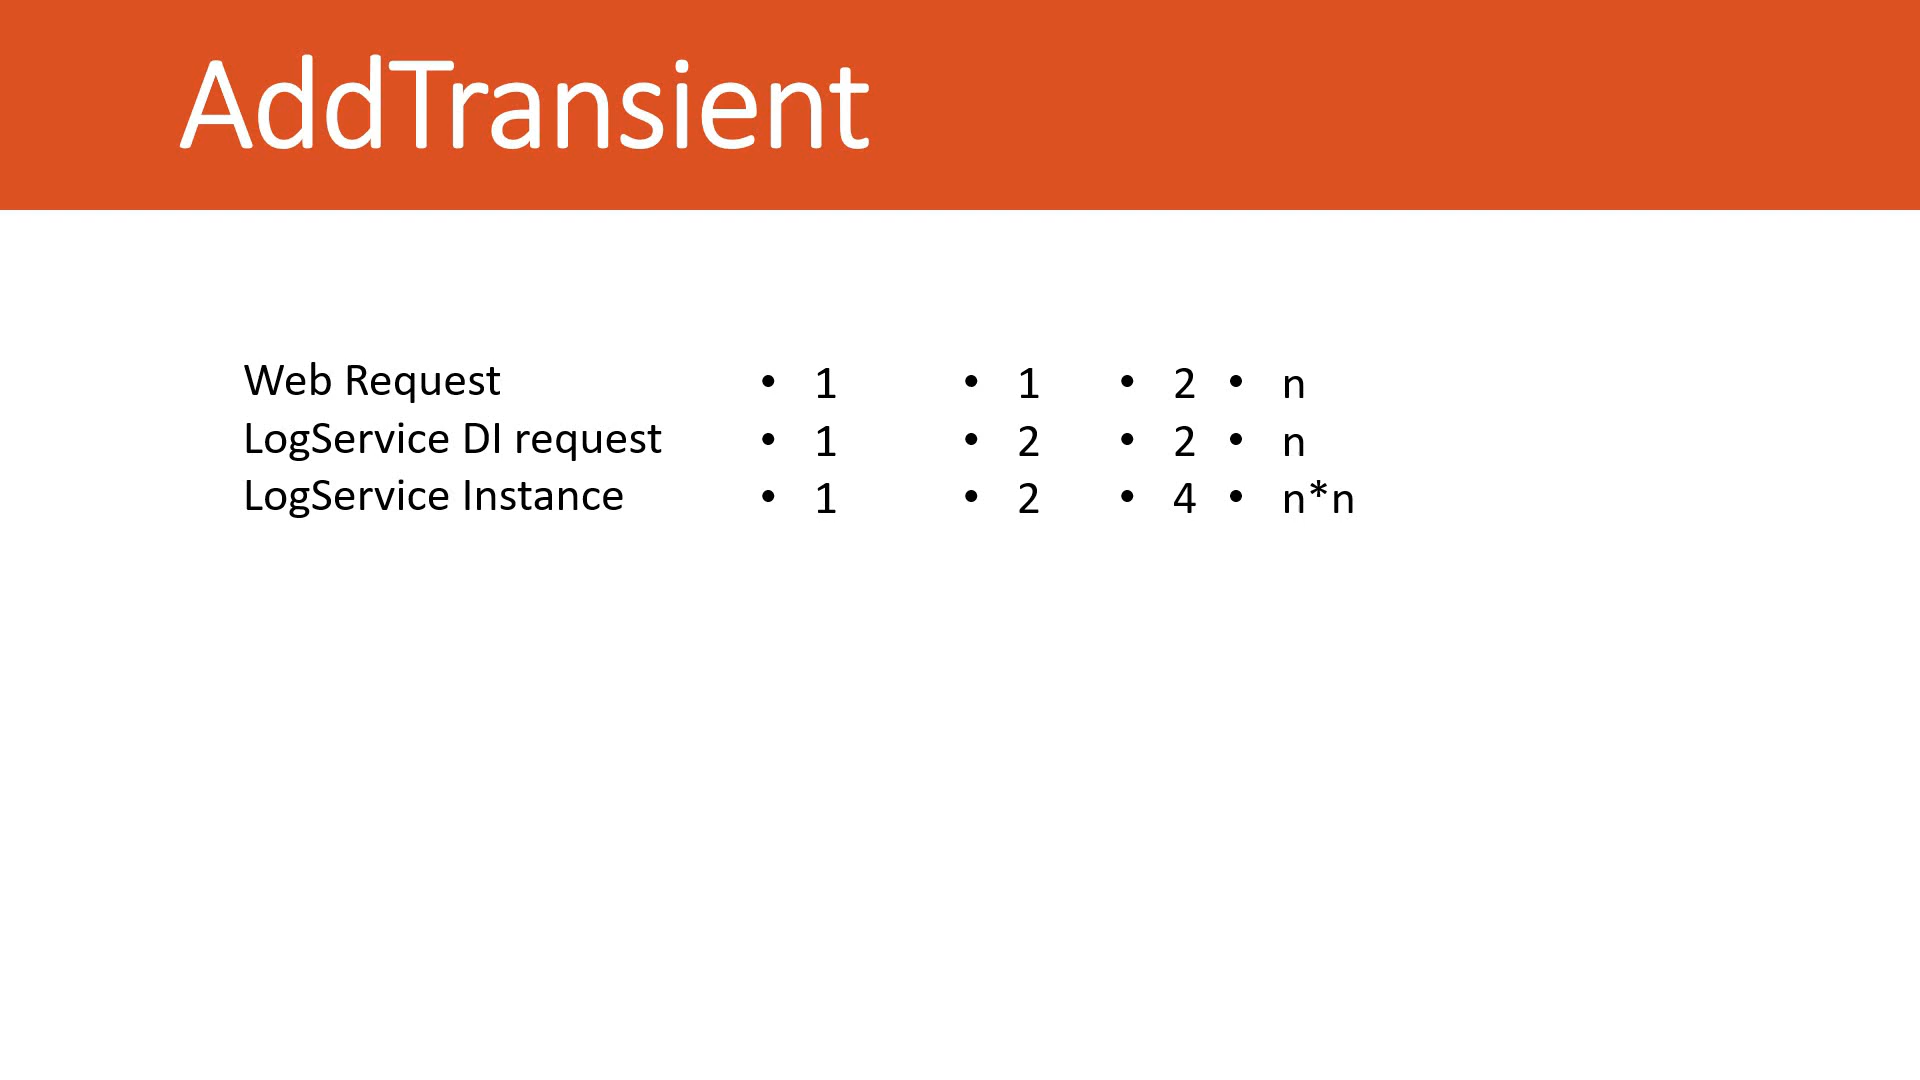 AddTransient
Web Request • 1 • 1 • 2 • n
LogService DI request • 1 • 2 • 2 • n
LogService Instance • 1 • 2 • 4 • n*n